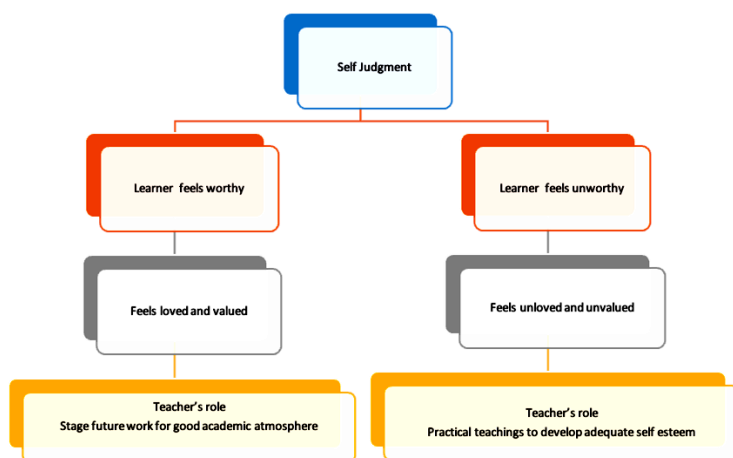 Self Judgment
Learner feels worthy
Learner feels unworthy
Feels loved and valued
Feels unloved and unvalued
Teacher's role
Stage future work for good academic atmosphere
Teacher's role
Practical teachings to develop adequate self esteem